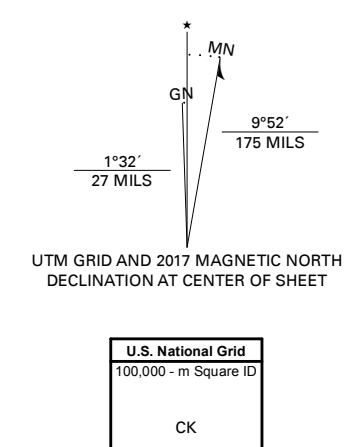 ★
MN
GN
9°52´
175 MILS
1°32´
27 MILS
UTM GRID AND 2017 MAGNETIC NORTH
DECLINATION AT CENTER OF SHEET
U.S. National Grid
100,000 - m Square ID
CK